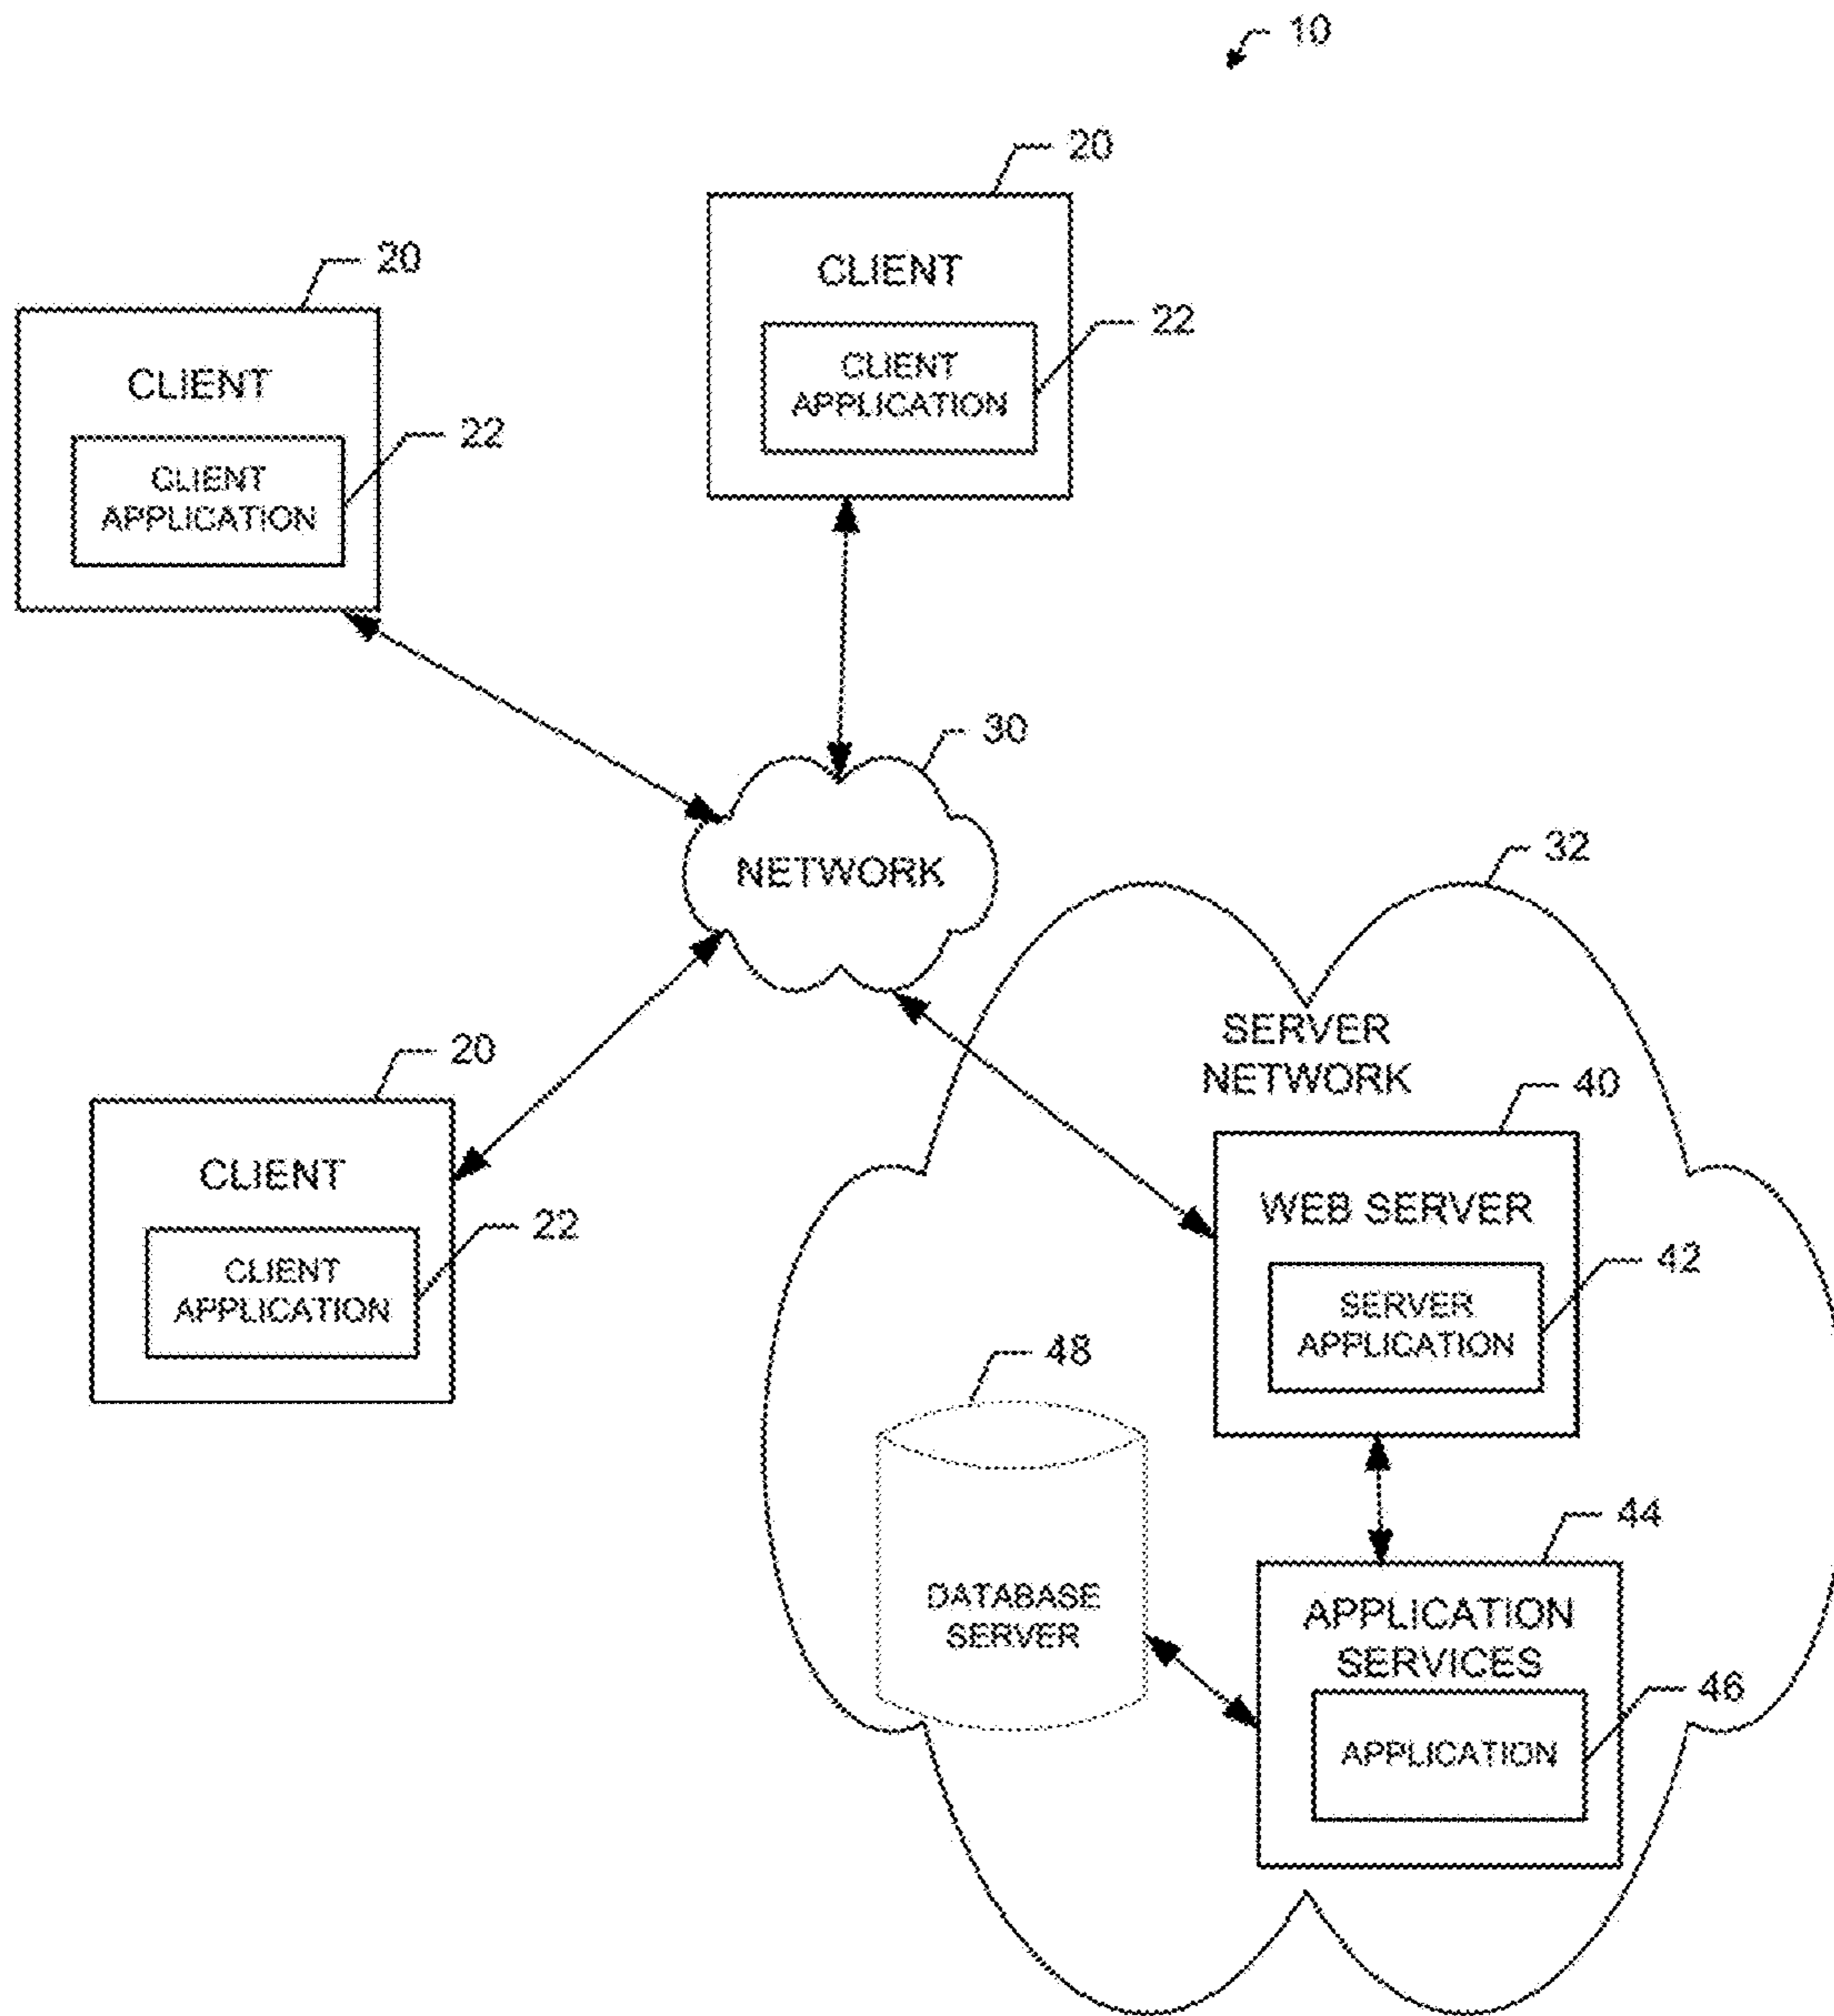 10
20
CLIENT
22
CLIENT
APPLICATION
20
CLIENT
22
CLIENT
APPLICATION
30
NETWORK
32
SERVER
NETWORK
20
CLIENT
22
CLIENT
APPLICATION
40
WEB SERVER
42
SERVER
APPLICATION
48
DATABASE
SERVER
44
APPLICATION
SERVICES
46
APPLICATION